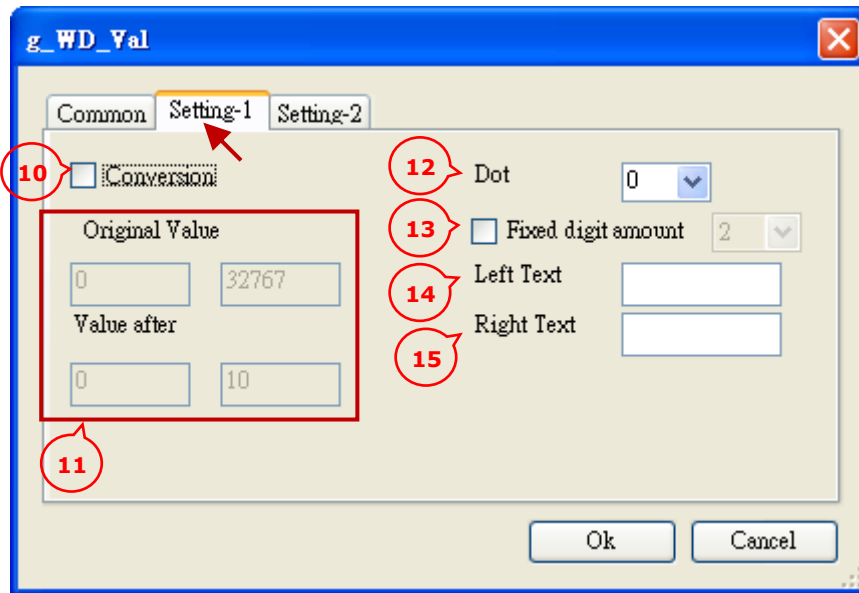 g_WD_Val
Common Setting-1 Setting-2
10 Conversion
Original Value
0 32767
Value after
0 10
11
12 Dot 0
13 Fixed digit amount 2
14 Left Text
15 Right Text
Ok Cancel